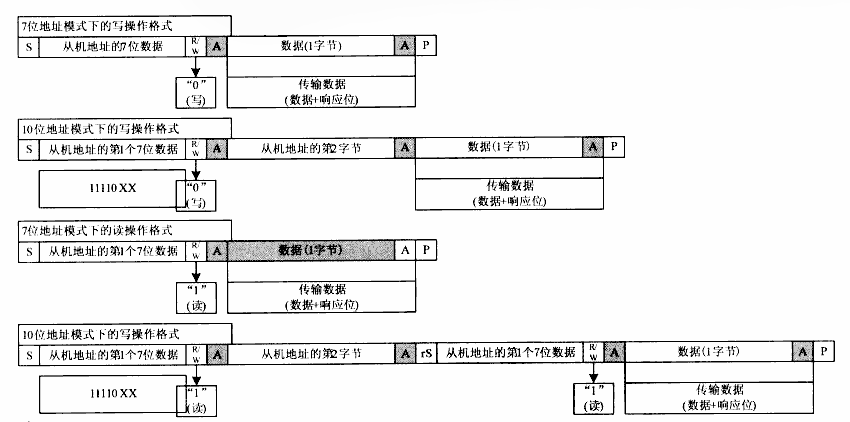 7位地址模式下的写操作格式
S 从机地址的7位数据 R/W A 数据(1字节) A P
“0”
(写)
传输数据
(数据+响应位)
10位地址模式下的写操作格式
S 从机地址的第1个7位数据 R/W A 从机地址的第2字节 A 数据(1字节) A P
11110XX
“0”
(写)
传输数据
(数据+响应位)
7位地址模式下的读操作格式
S 从机地址的第1个7位数据 R/W A 数据(1字节) A P
“1”
(读)
传输数据
(数据+响应位)
10位地址模式下的写操作格式
S 从机地址的第1个7位数据 R/W A 从机地址的第2字节 A rS 从机地址的第1个7位数据 R/W A 数据(1字节) A P
11110XX
“1”
(读)
“1”
(读)
传输数据
(数据+响应位)